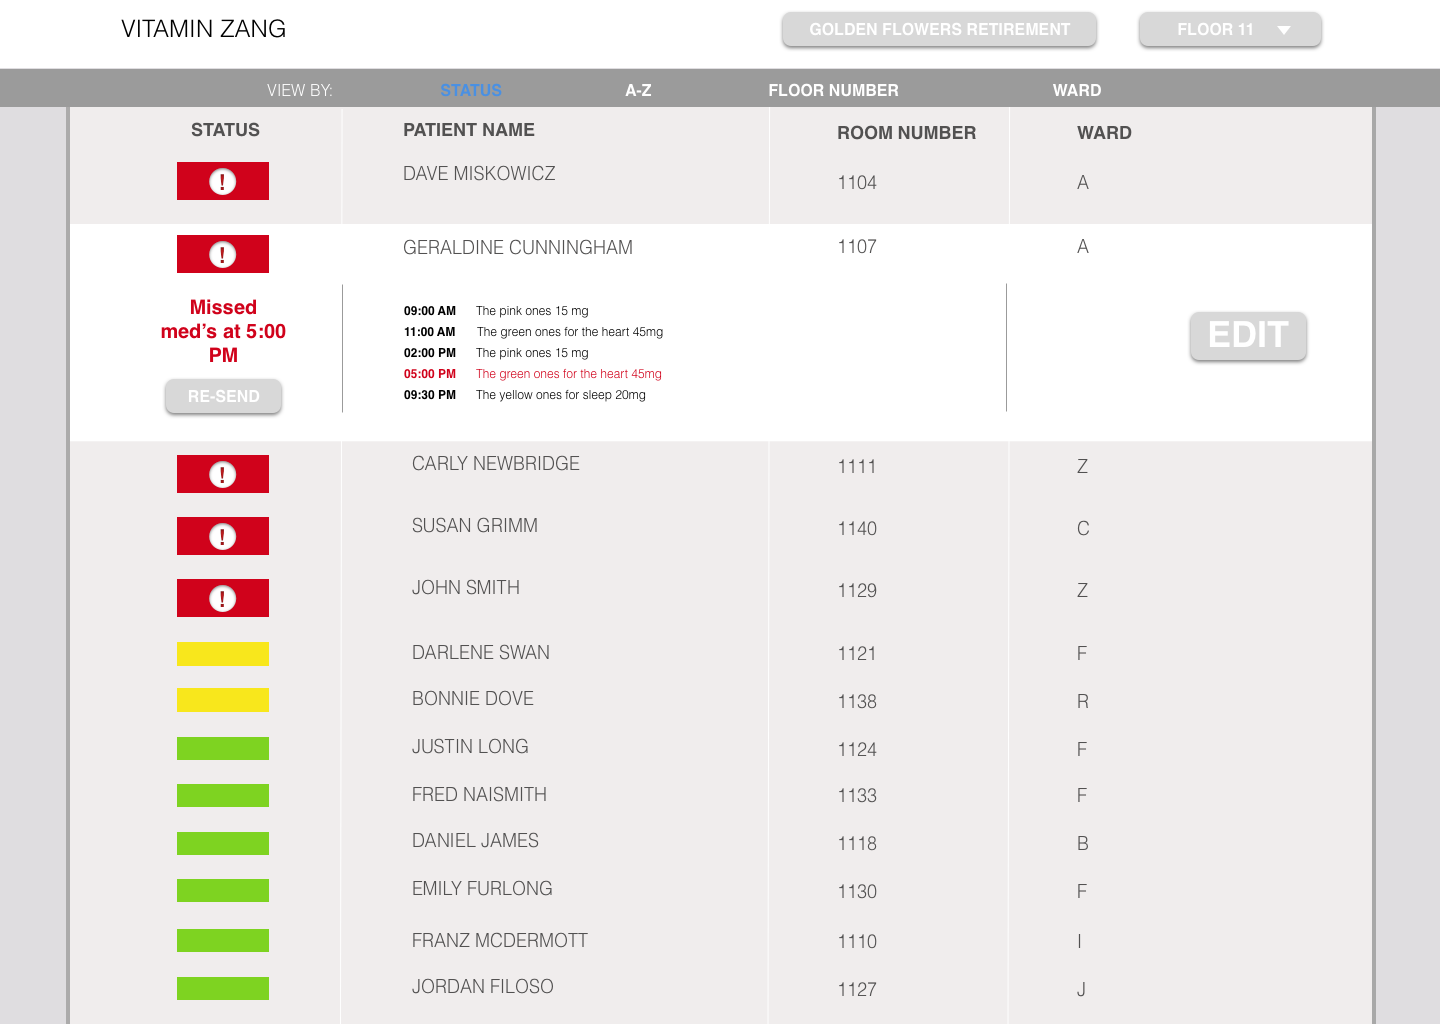 VITAMIN ZANG
GOLDEN FLOWERS RETIREMENT
FLOOR 11
VIEW BY: STATUS A-Z FLOOR NUMBER WARD
STATUS PATIENT NAME ROOM NUMBER WARD
! DAVE MISKOWICZ 1104 A
! GERALDINE CUNNINGHAM 1107 A
Missed
med's at 5:00
PM
RE-SEND
09:00 AM The pink ones 15 mg
11:00 AM The green ones for the heart 45mg
02:00 PM The pink ones 15 mg
05:00 PM The green ones for the heart 45mg
09:30 PM The yellow ones for sleep 20mg
EDIT
! CARLY NEWBRIDGE 1111 Z
! SUSAN GRIMM 1140 C
! JOHN SMITH 1129 Z
DARLENE SWAN 1121 F
BONNIE DOVE 1138 R
JUSTIN LONG 1124 F
FRED NAISMITH 1133 F
DANIEL JAMES 1118 B
EMILY FURLONG 1130 F
FRANZ MCDERMOTT 1110 I
JORDAN FILOSO 1127 J